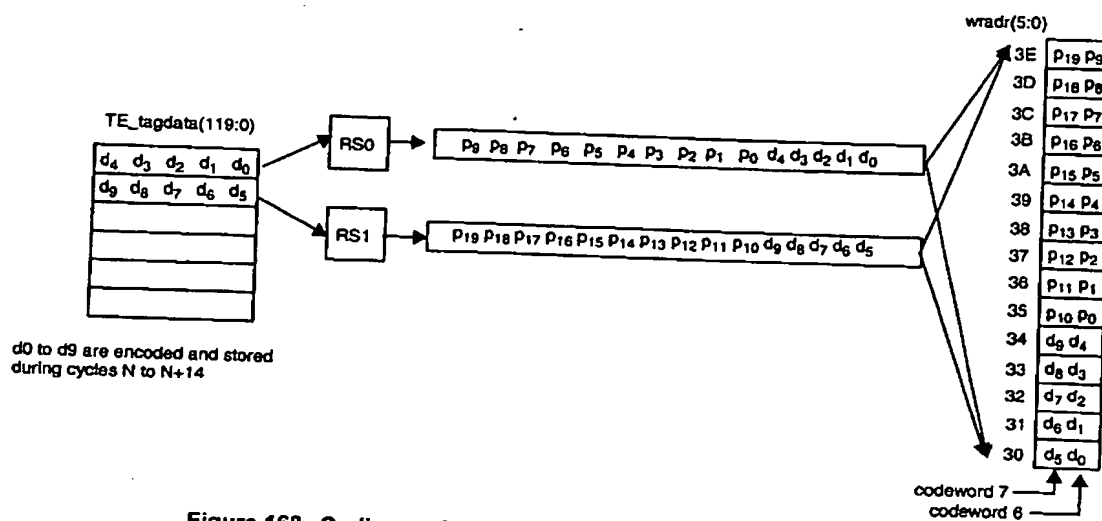 wradr(5:0)
TE_tagdata(119:0)
d4 d3 d2 d1 d0
d9 d8 d7 d6 d5
RS0
p9 p8 p7 p6 p5 p4 p3 p2 p1 p0 d4 d3 d2 d1 d0
RS1
p19 p18 p17 p16 p15 p14 p13 p12 p11 p10 d9 d8 d7 d6 d5
d0 to d9 are encoded and stored
during cycles N to N+14
3E p19 p9
3D p18 p8
3C p17 p7
3B p16 p6
3A p15 p5
39 p14 p4
38 p13 p3
37 p12 p2
36 p11 p1
35 p10 p0
34 d9 d4
33 d8 d3
32 d7 d2
31 d6 d1
30 d5 d0
codeword 7
codeword 6